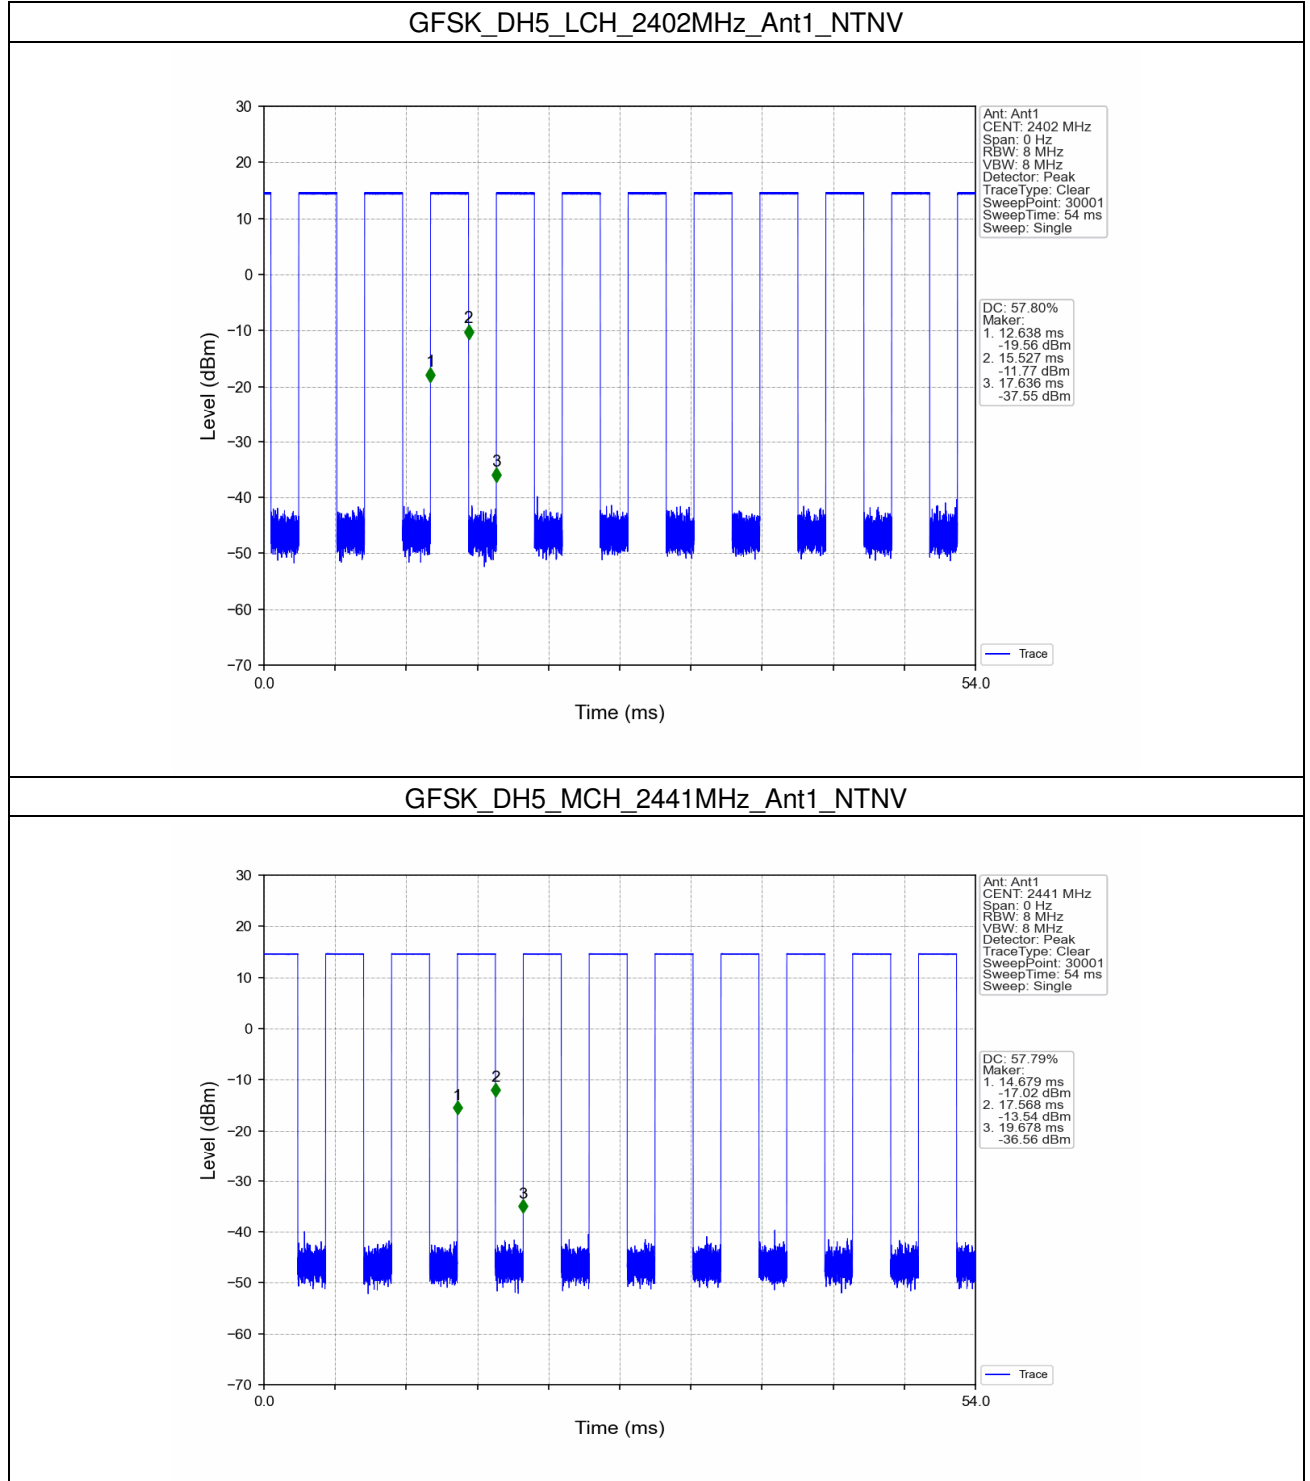 GFSK_DH5_LCH_2402MHz_Ant1_NTNV
30
20
10
0
−10
−20
−30
−40
−50
−60
−70
Level (dBm)
0.0
54.0
Time (ms)
1
2
3
Ant: Ant1
CENT: 2402 MHz
Span: 0 Hz
RBW: 8 MHz
VBW: 8 MHz
Detector: Peak
TraceType: Clear
SweepPoint: 30001
SweepTime: 54 ms
Sweep: Single
DC: 57.80%
Maker:
1. 12.638 ms
-19.56 dBm
2. 15.527 ms
-11.77 dBm
3. 17.636 ms
-37.55 dBm
Trace
GFSK_DH5_MCH_2441MHz_Ant1_NTNV
30
20
10
0
−10
−20
−30
−40
−50
−60
−70
Level (dBm)
0.0
54.0
Time (ms)
1
2
3
Ant: Ant1
CENT: 2441 MHz
Span: 0 Hz
RBW: 8 MHz
VBW: 8 MHz
Detector: Peak
TraceType: Clear
SweepPoint: 30001
SweepTime: 54 ms
Sweep: Single
DC: 57.79%
Maker:
1. 14.679 ms
-17.02 dBm
2. 17.568 ms
-13.54 dBm
3. 19.678 ms
-36.56 dBm
Trace